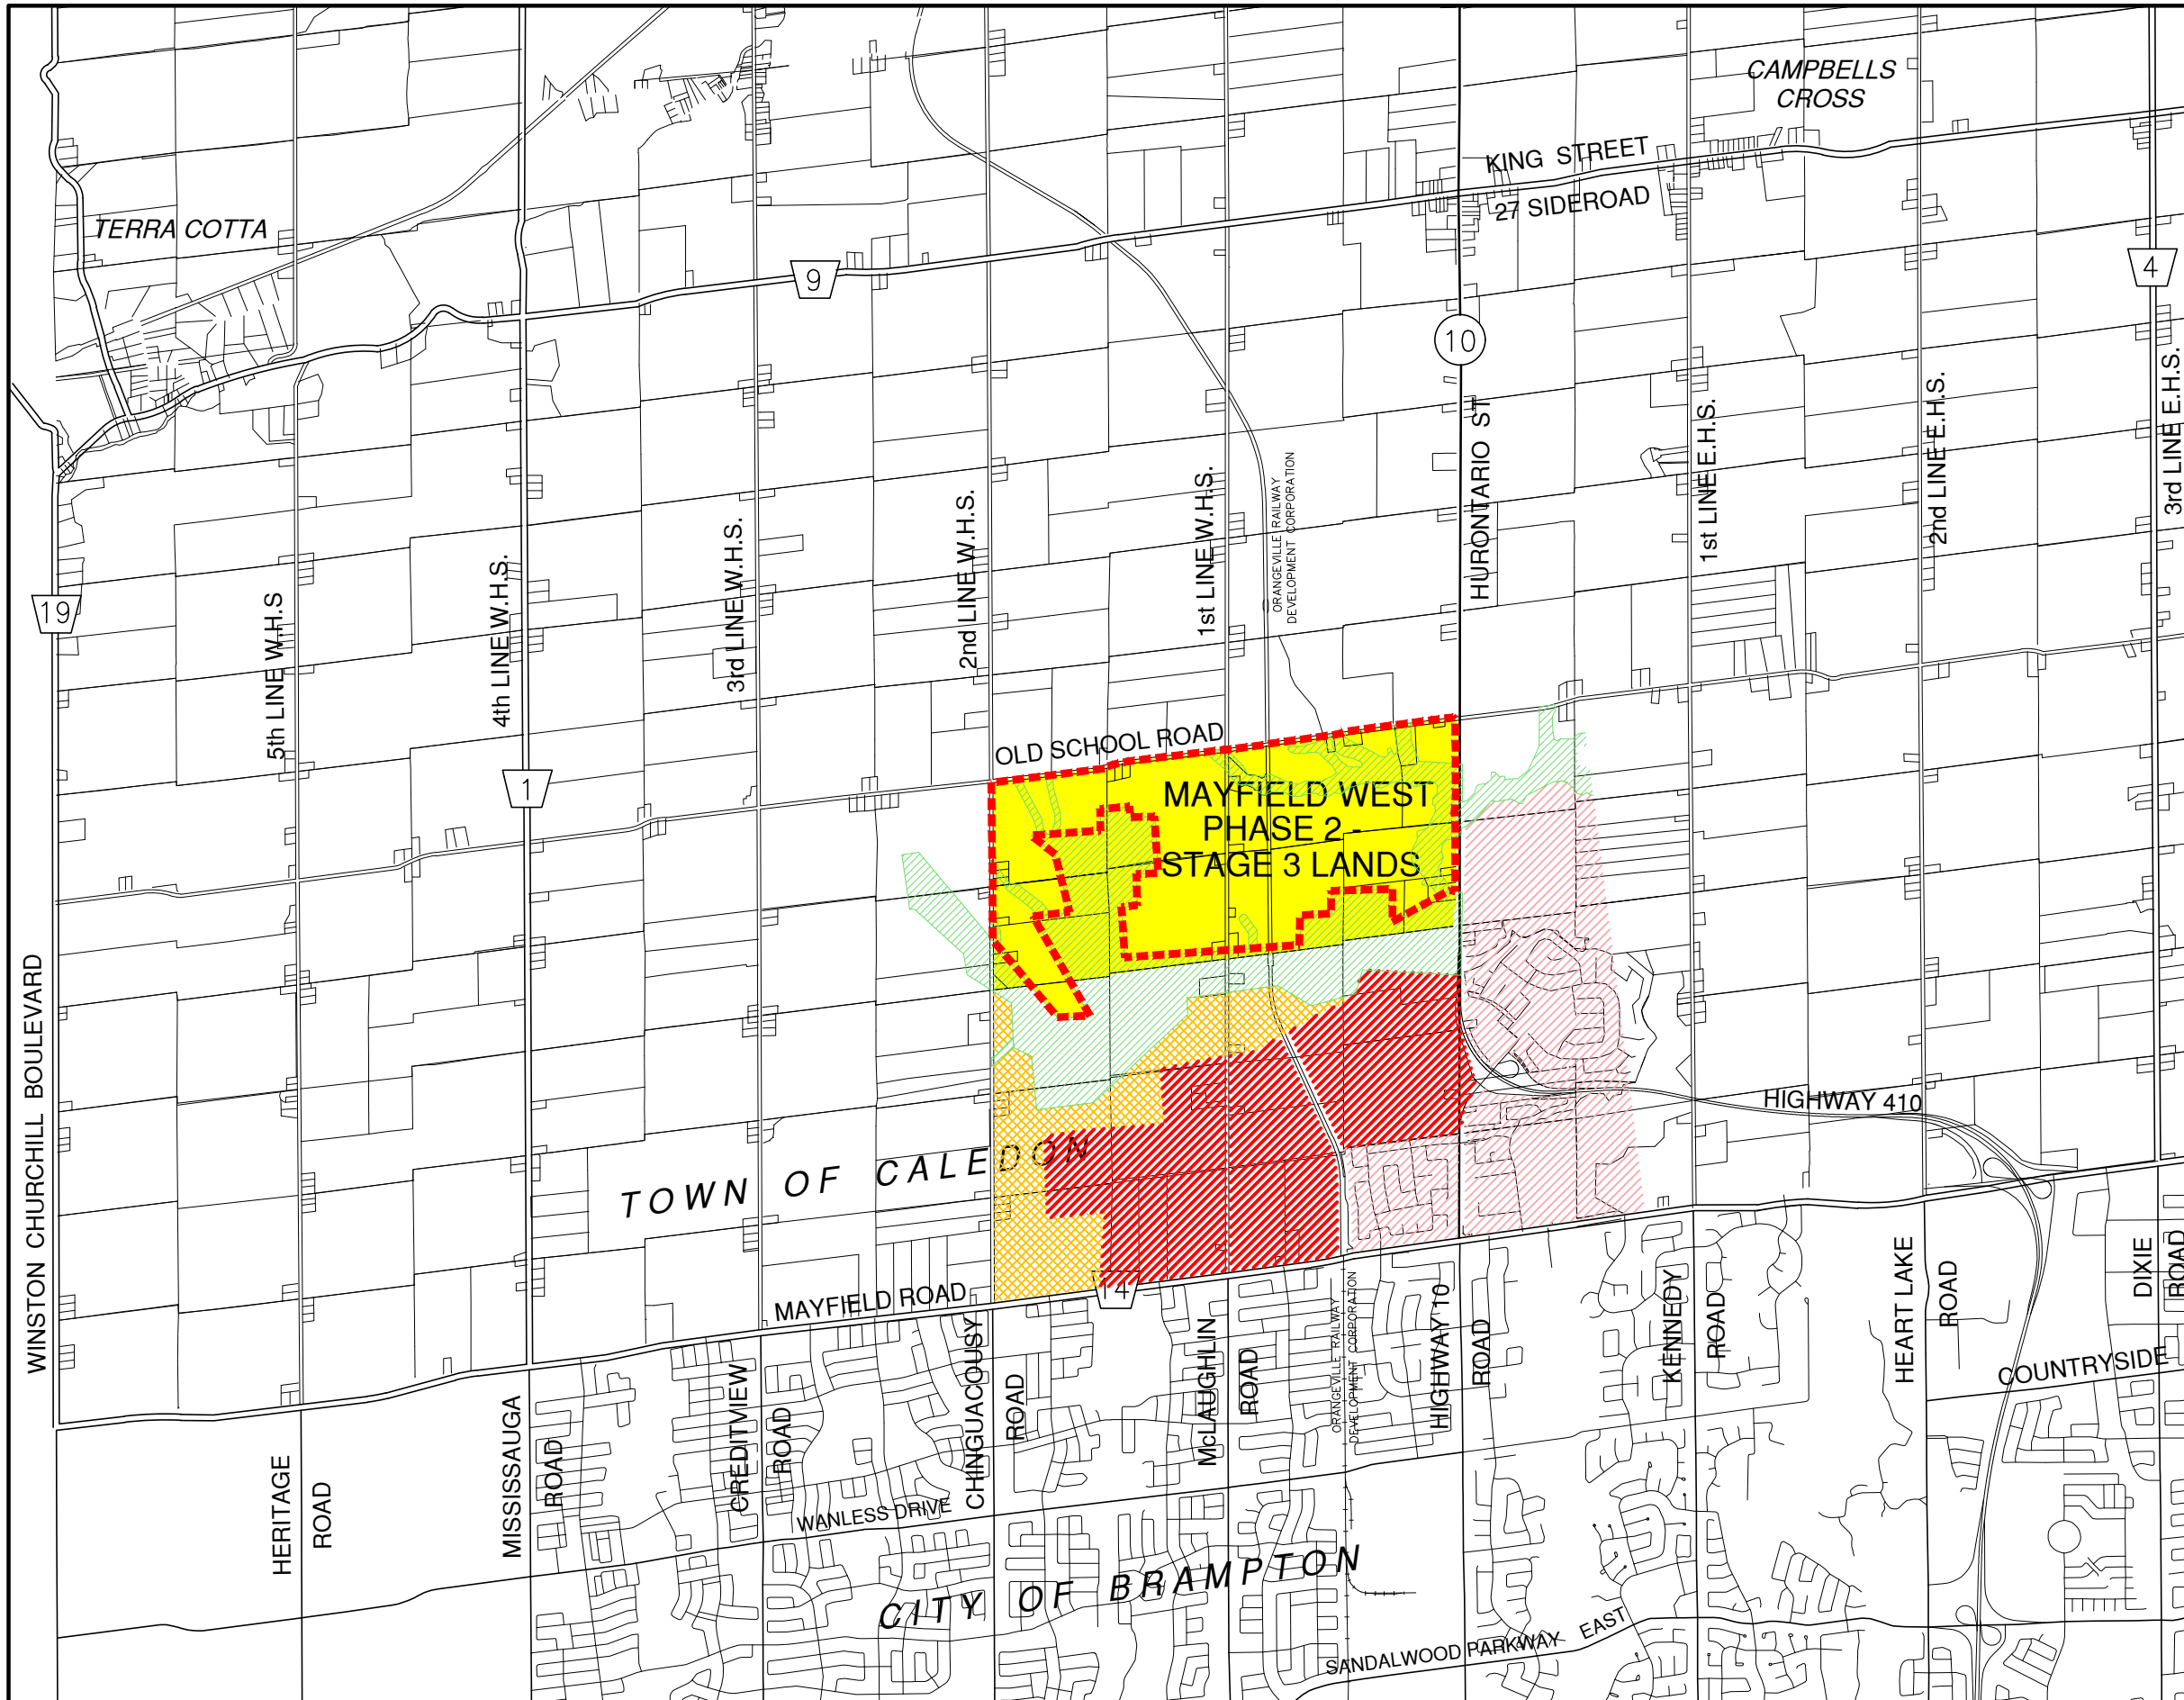 CAMPBELLS
CROSS
KING STREET
27 SIDEROAD
TERRA COTTA
9
4
10
19
1
14
HURONTARIO ST
1st LINE E.H.S.
2nd LINE E.H.S.
3rd LINE E.H.S.
5th LINE W.H.S
4th LINE W.H.S.
3rd LINE W.H.S.
2nd LINE W.H.S.
1st LINE W.H.S.
ORANGEVILLE RAILWAY
DEVELOPMENT CORPORATION
OLD SCHOOL ROAD
MAYFIELD WEST
PHASE 2 -
STAGE 3 LANDS
WINSTON CHURCHILL BOULEVARD
HIGHWAY 410
TOWN OF CALEDON
MAYFIELD ROAD
HERITAGE
ROAD
MISSISSAUGA
ROAD
CREDITVIEW
ROAD
CHINGUACOUSY
ROAD
McLAUGHLIN
ROAD
ORANGEVILLE RAILWAY
DEVELOPMENT CORPORATION
HIGHWAY 10
ROAD
KENNEDY
ROAD
HEART LAKE
ROAD
DIXIE
ROAD
COUNTRYSIDE
WANLESS DRIVE
CITY OF BRAMPTON
SANDALWOOD PARKWAY EAST